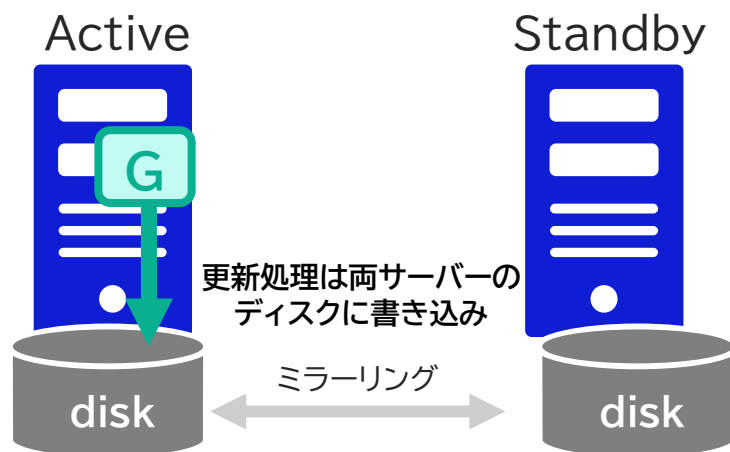 Active
Standby
G
更新処理は両サーバーの
ディスクに書き込み
ミラーリング
disk
disk